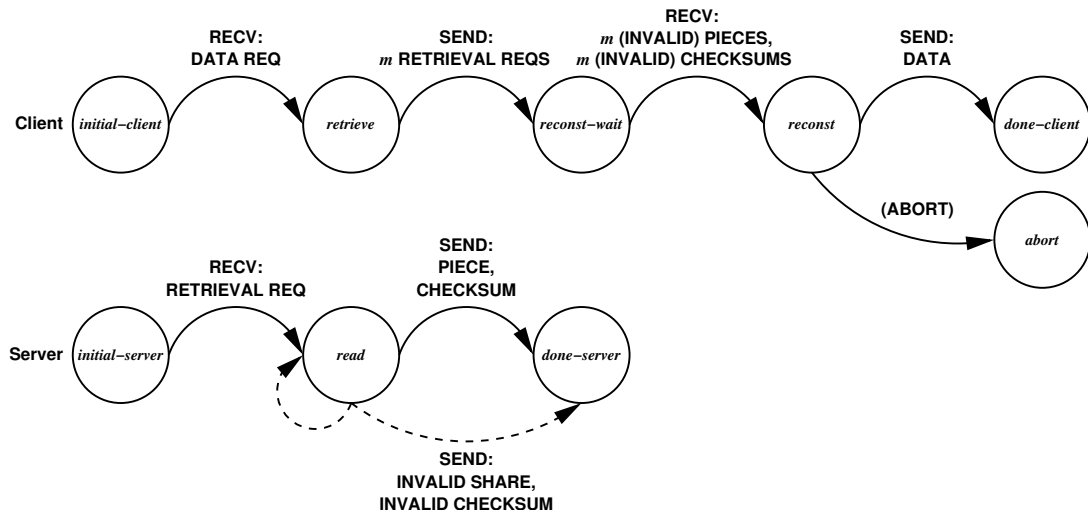 RECV:
DATA REQ
SEND:
m RETRIEVAL REQS
RECV:
m (INVALID) PIECES,
m (INVALID) CHECKSUMS
SEND:
DATA
Client
initial−client
retrieve
reconst−wait
reconst
done−client
(ABORT)
abort
RECV:
RETRIEVAL REQ
SEND:
PIECE,
CHECKSUM
Server
initial−server
read
done−server
SEND:
INVALID SHARE,
INVALID CHECKSUM